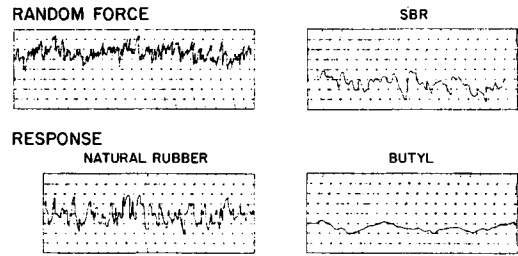 RANDOM FORCE
SBR
RESPONSE
NATURAL RUBBER
BUTYL